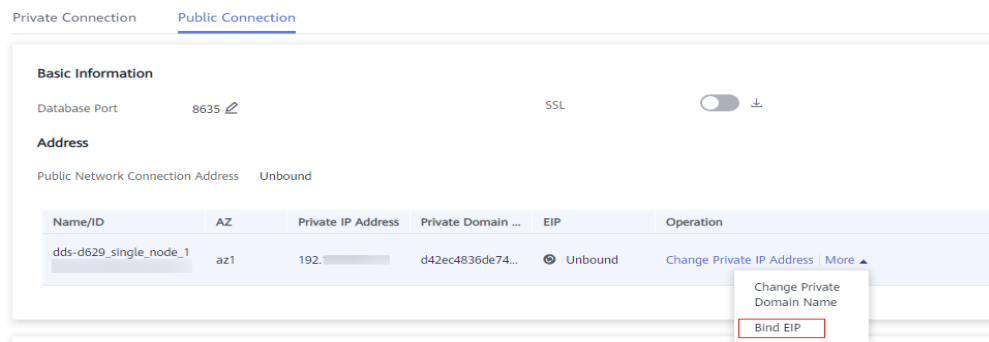 Private Connection Public Connection
Basic Information
Database Port 8635 SSL
Address
Public Network Connection Address Unbound
Name/ID AZ Private IP Address Private Domain ... EIP Operation
dds-d629_single_node_1 az1 192. d42ec4836de74... Unbound Change Private IP Address More
Change Private
Domain Name
Bind EIP